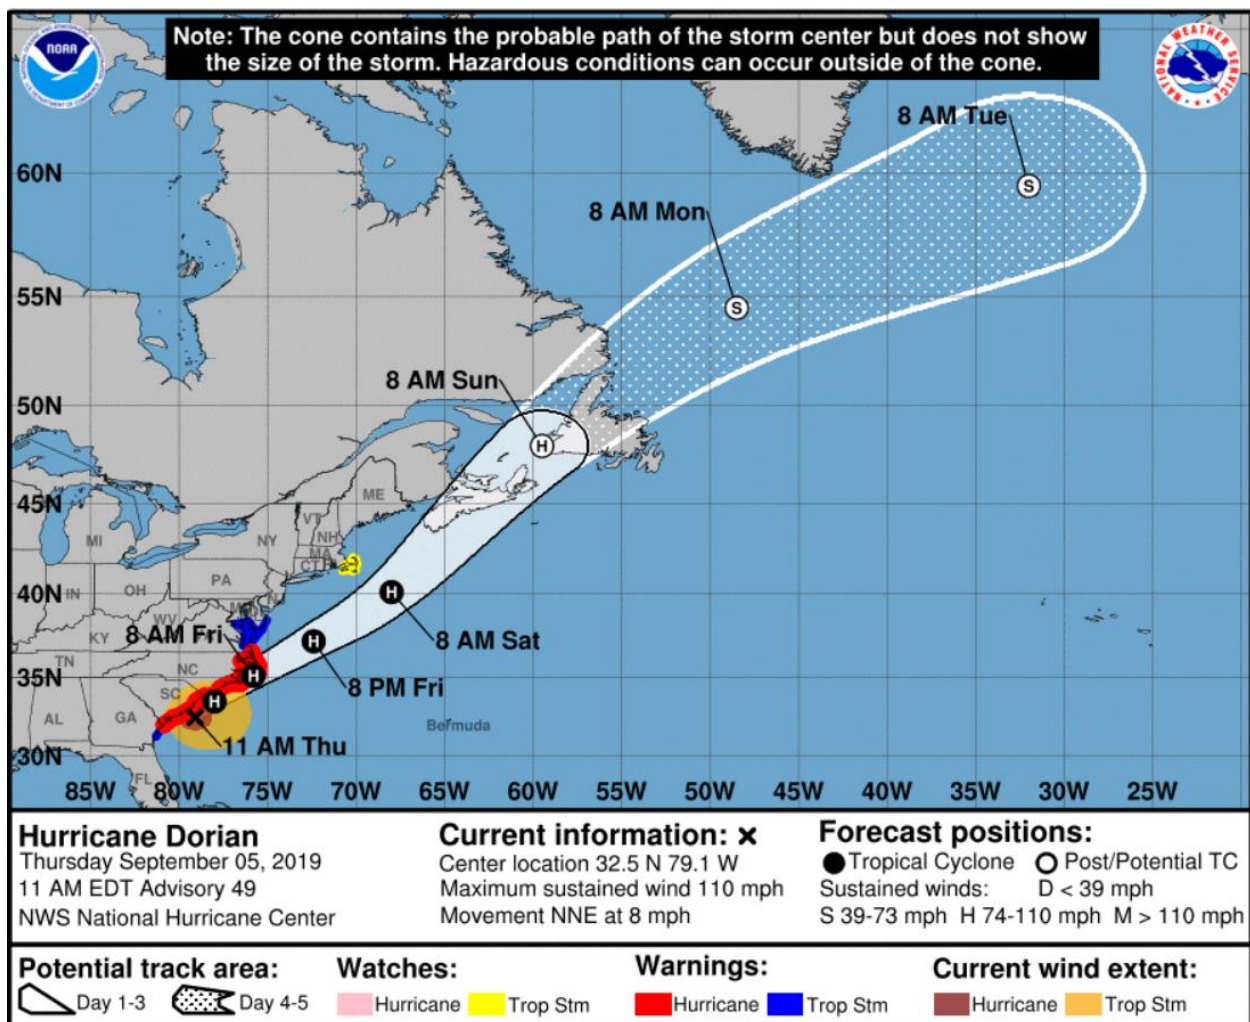 Note: The cone contains the probable path of the storm center but does not show
the size of the storm. Hazardous conditions can occur outside of the cone.
NOAA
NATIONAL WEATHER SERVICE
8 AM Tue
S
60N
8 AM Mon
S
55N
8 AM Sun
50N
H
45N
ME
VT
NH
MI
NY
MA
CT
PA
40N
IN
OH
H
WV
KY
8 AM Fri
H
8 AM Sat
TN
NC
35N
H
8 PM Fri
SC
H
AL
GA
Bermuda
11 AM Thu
30N
FL
85W 80W 75W 70W 65W 60W 55W 50W 45W 40W 35W 30W 25W
Hurricane Dorian
Thursday September 05, 2019
11 AM EDT Advisory 49
NWS National Hurricane Center
Current information: ×
Center location 32.5 N 79.1 W
Maximum sustained wind 110 mph
Movement NNE at 8 mph
Forecast positions:
Tropical Cyclone Post/Potential TC
Sustained winds: D < 39 mph
S 39-73 mph H 74-110 mph M > 110 mph
Potential track area:
Day 1-3 Day 4-5
Watches:
Hurricane Trop Stm
Warnings:
Hurricane Trop Stm
Current wind extent:
Hurricane Trop Stm